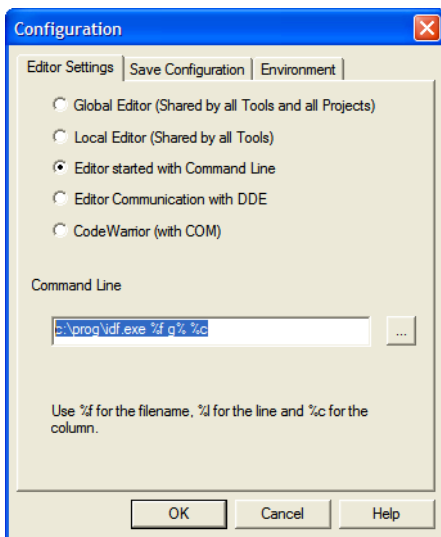 Configuration
Editor Settings Save Configuration Environment
Global Editor (Shared by all Tools and all Projects)
Local Editor (Shared by all Tools)
Editor started with Command Line
Editor Communication with DDE
CodeWarrior (with COM)
Command Line
c:\prog\idf.exe %f g% %c
...
Use %f for the filename, %l for the line and %c for the
column.
OK Cancel Help